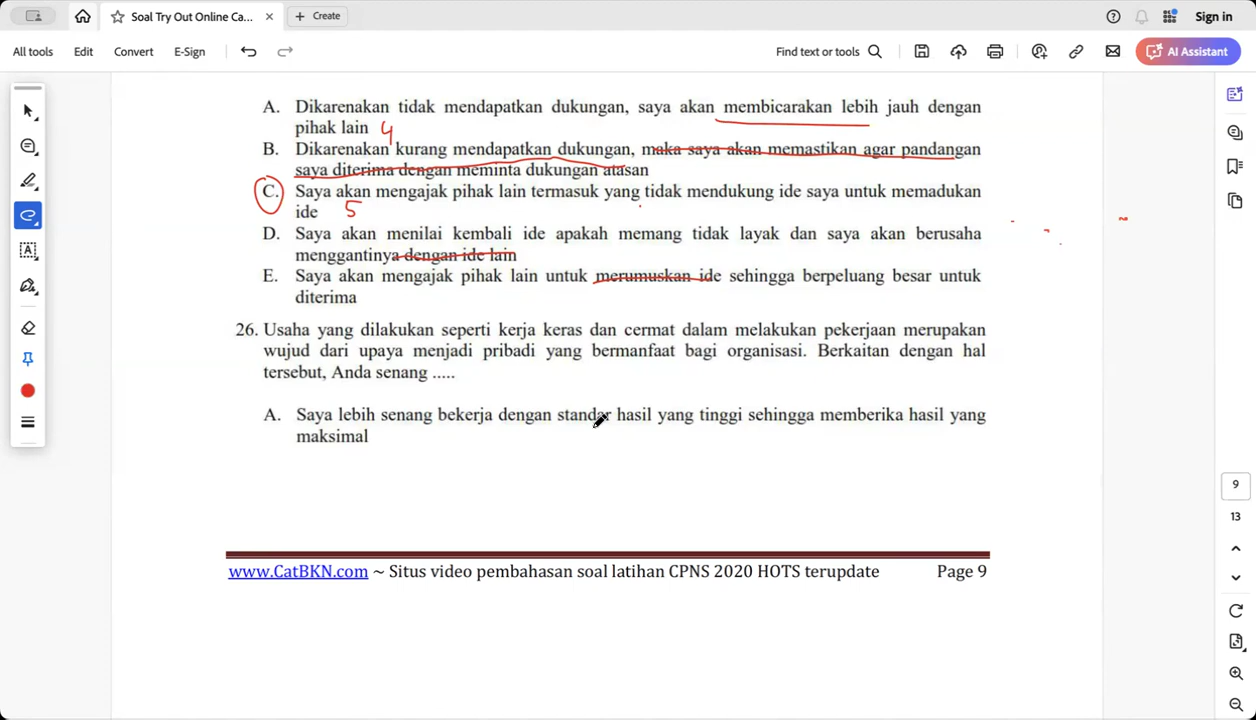 Soal Try Out Online Ca...
Create
Sign in
All tools
Edit
Convert
E-Sign
Find text or tools
AI Assistant
A. Dikarenakan tidak mendapatkan dukungan, saya akan membicarakan lebih jauh dengan
pihak lain 4
B. Dikarenakan kurang mendapatkan dukungan, maka saya akan memastikan agar pandangan
saya diterima dengan meminta dukungan atasan
C. Saya akan mengajak pihak lain termasuk yang tidak mendukung ide saya untuk memadukan
ide 5
D. Saya akan menilai kembali ide apakah memang tidak layak dan saya akan berusaha
menggantinya dengan ide lain
E. Saya akan mengajak pihak lain untuk merumuskan ide sehingga berpeluang besar untuk
diterima
26. Usaha yang dilakukan seperti kerja keras dan cermat dalam melakukan pekerjaan merupakan
wujud dari upaya menjadi pribadi yang bermanfaat bagi organisasi. Berkaitan dengan hal
tersebut, Anda senang .....
A. Saya lebih senang bekerja dengan standar hasil yang tinggi sehingga memberika hasil yang
maksimal
www.CatBKN.com ~ Situs video pembahasan soal latihan CPNS 2020 HOTS terupdate Page 9
9
13